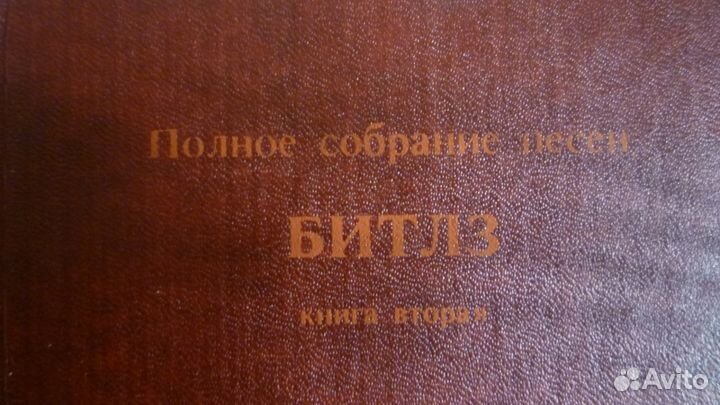 Полное собрание песен
БИТЛЗ
книга вторая
Avito